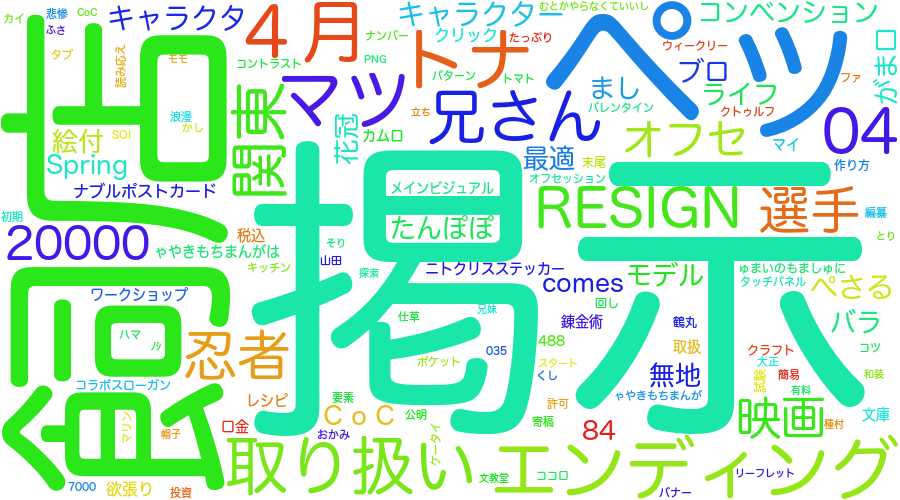 キャラクタ
4月
トナ
キャラクター
ペッツ
コンベンション
悲惨
CoC
カイ
ふさ
むとかやらなくていいし
クリック
たっぷり
ナンバー
ウィークリー
コントラスト
PNG
パターン
トマト
タブ
モモ
読み応え
関東
マツ
兄さん
まし
ブロ
ライフ
がま口
ファ
バレンタイン
クトゥルフ
浪漫
かし
SOI
絵付
Spring
花冠
カムロ
立ち
オフセ
04
マイ
最適
末尾
オフセッション
作り方
ナブルポストカード
メインビジュアル
掲示
RESIGN
選手
編纂
初期
20000
税込
たんぽぽ
そり
とり
ゃやきもちまんがは
山田
キッチン
探索
ニトクリスステッカー
comes
モデル
ゅまいのもましゅに
タッチパネル
ぺさる
ワークショップ
回し
兄妹
仕草
錬金術
鶴丸
バラ
ハマ
忍者
488
035
ポケット
取扱
クラフト
コツ
スタート
大正
コラボスローガン
くし
無地
簡易
和装
試験
有料
レシピ
要素
CoC
公明
許可
ゃやきもちまんが
映画
文庫
マリリン
帽子
口金
おかみ
寄稿
84
種村
取り扱い
ケータイ
エンディング
7000
欲張り
投資
文教堂
ココロ
バナー
リーフレット